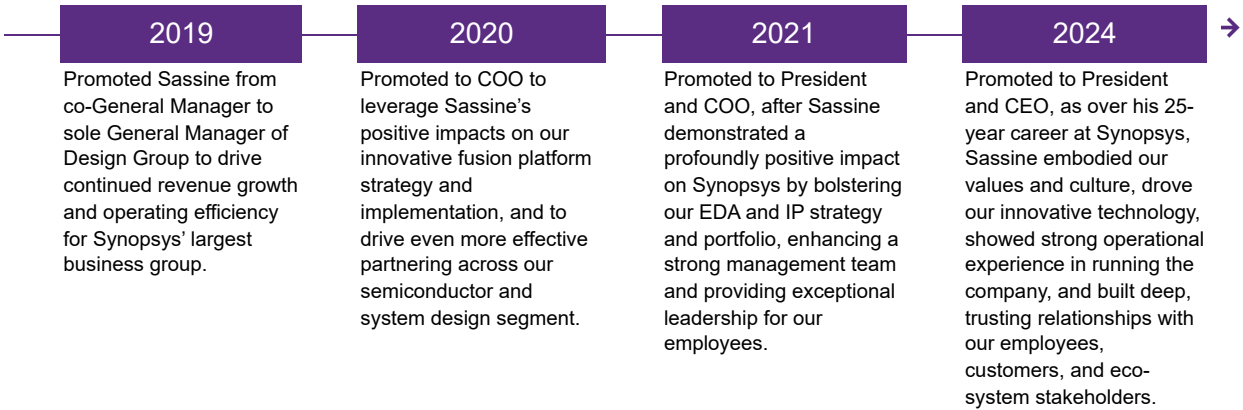 2019
Promoted Sassine from
co-General Manager to
sole General Manager of
Design Group to drive
continued revenue growth
and operating efficiency
for Synopsys’ largest
business group.
2020
Promoted to COO to
leverage Sassine’s
positive impacts on our
innovative fusion platform
strategy and
implementation, and to
drive even more effective
partnering across our
semiconductor and
system design segment.
2021
Promoted to President
and COO, after Sassine
demonstrated a
profoundly positive impact
on Synopsys by bolstering
our EDA and IP strategy
and portfolio, enhancing a
strong management team
and providing exceptional
leadership for our
employees.
2024
Promoted to President
and CEO, as over his 25-
year career at Synopsys,
Sassine embodied our
values and culture, drove
our innovative technology,
showed strong operational
experience in running the
company, and built deep,
trusting relationships with
our employees,
customers, and eco-
system stakeholders.